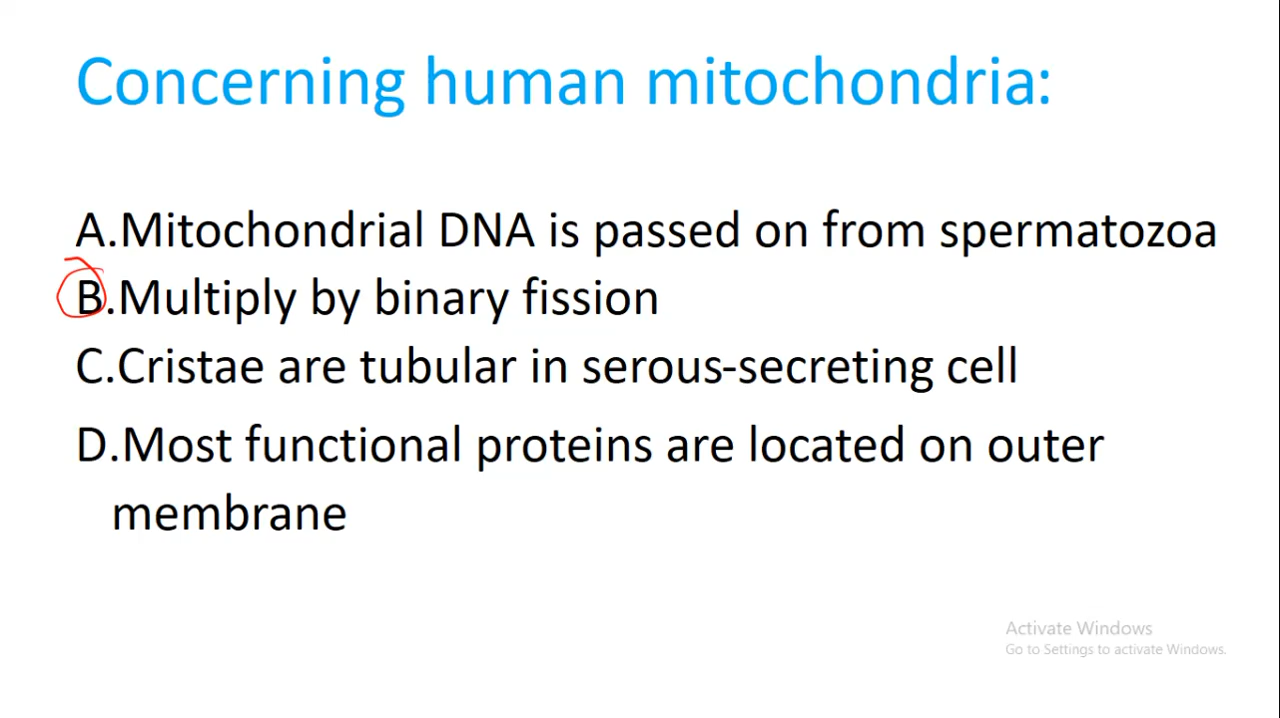 Concerning human mitochondria:
A.Mitochondrial DNA is passed on from spermatozoa
B.Multiply by binary fission
C.Cristae are tubular in serous-secreting cell
D.Most functional proteins are located on outer
membrane
Activate Windows
Go to Settings to activate Windows.